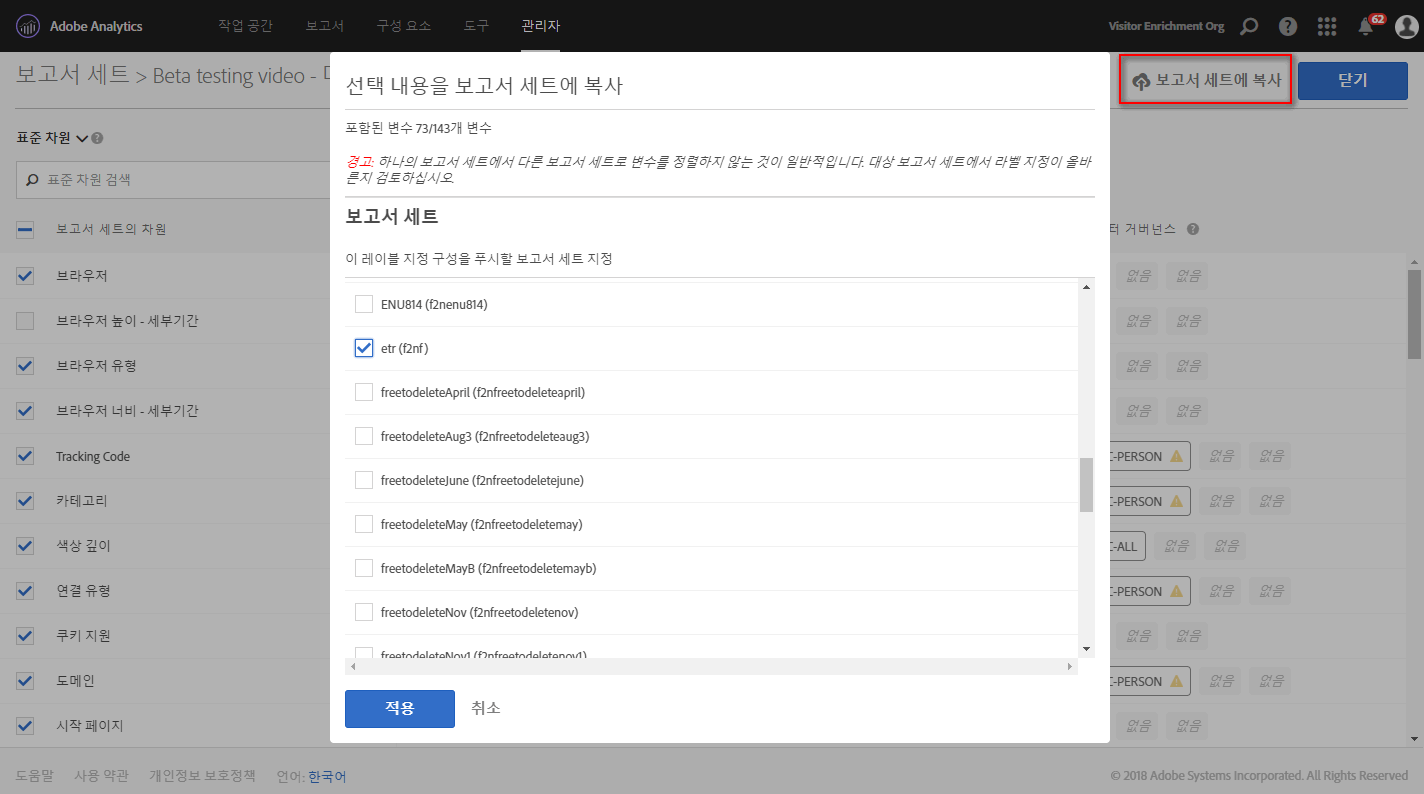 Adobe Analytics
작업 공간
보고서
구성 요소
도구
관리자
Visitor Enrichment Org
62
보고서 세트 > Beta testing video -
보고서 세트에 복사
닫기
표준 차원
표준 차원 검색
보고서 세트의 차원
터 거버넌스
브라우저
없음 없음
브라우저 높이 - 세부기간
없음 없음
브라우저 유형
없음 없음
브라우저 너비 - 세부기간
없음 없음
Tracking Code
C-PERSON 없음 없음
카테고리
C-PERSON 없음 없음
색상 깊이
C-ALL 없음 없음
연결 유형
C-PERSON 없음 없음
쿠키 지원
없음 없음
도메인
C-PERSON 없음 없음
시작 페이지
없음 없음
선택 내용을 보고서 세트에 복사
포함된 변수 73/143개 변수
경고: 하나의 보고서 세트에서 다른 보고서 세트로 변수를 정렬하지 않는 것이 일반적입니다. 대상 보고서 세트에서 라벨 지정이 올바
른지 검토하십시오.
보고서 세트
이 레이블 지정 구성을 푸시할 보고서 세트 지정
ENU814 (f2nenu814)
etr (f2nf)
freetodeleteApril (f2nfreetodeleteapril)
freetodeleteAug3 (f2nfreetodeleteaug3)
freetodeleteJune (f2nfreetodeletejune)
freetodeleteMay (f2nfreetodeletemay)
freetodeleteMayB (f2nfreetodeletemayb)
freetodeleteNov (f2nfreetodeletenov)
freetodeleteNov1 (f2nfreetodeletenov1)
적용
취소
도움말
사용 약관
개인정보 보호정책
언어: 한국어
© 2018 Adobe Systems Incorporated. All Rights Reserved